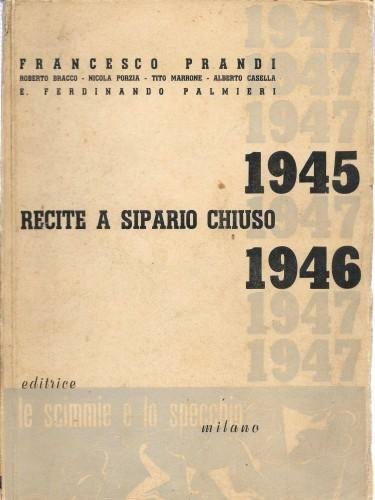 1947
FRANCESCO PRANDI
ROBERTO BRACCO - NICOLA PORZIA - TITO MARRONE - ALBERTO CASELLA
E. FERDINANDO PALMIERI
1947
1947
1947
1945
RECITE A SIPARIO CHIUSO
1947
1946
1947
1947
editrice
le scimmie e lo specchio
milano